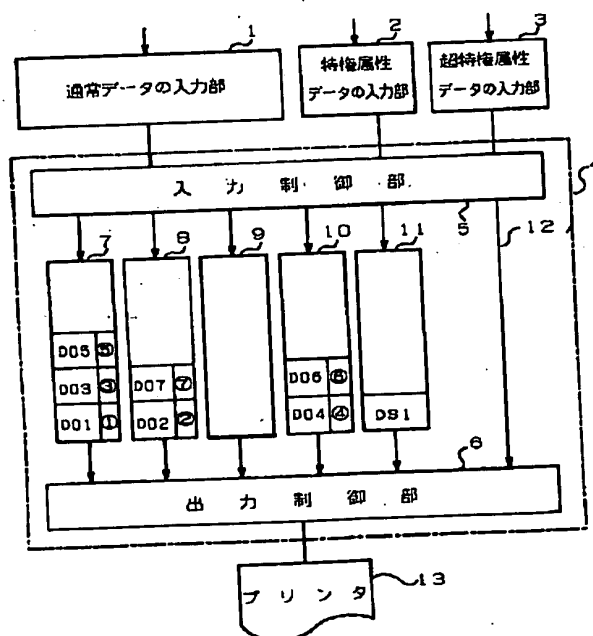 1
2
3
通常データの入力部
特権属性
データの入力部
超特権属性
データの入力部
入力制御部
5
12
7
8
9
10
11
D05 ⑤
D03 ③
D01 ①
D07 ⑦
D02 ②
D06 ⑥
D04 ④
DS1
6
出力制御部
プリンタ
13